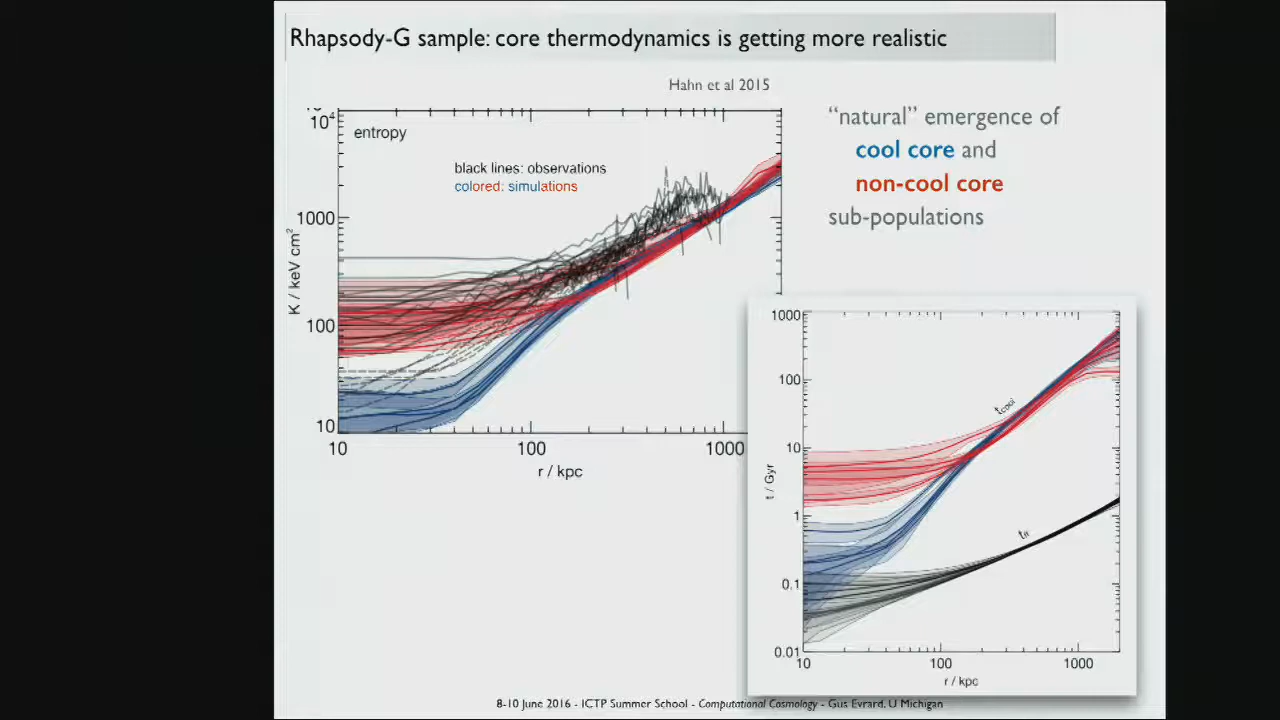 Rhapsody-G sample: core thermodynamics is getting more realistic
Hahn et al 2015
entropy
black lines: observations
colored: simulations
10⁴
1000
100
10
K / keV cm²
10
100
1000
r / kpc
“natural” emergence of
cool core and
non-cool core
sub-populations
1000
100
10
1
0.1
0.01
t / Gyr
t_cool
t_ff
10
100
1000
r / kpc
8-10 June 2016 - ICTP Summer School - Computational Cosmology - Gus Evrard, U Michigan